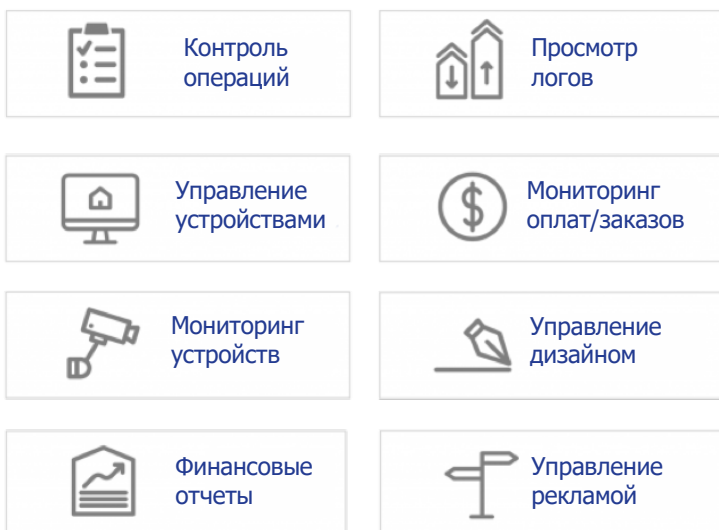 Контроль
операций
Просмотр
логов
Управление
устройствами
Мониторинг
оплат/заказов
Мониторинг
устройств
Управление
дизайном
Финансовые
отчеты
Управление
рекламой